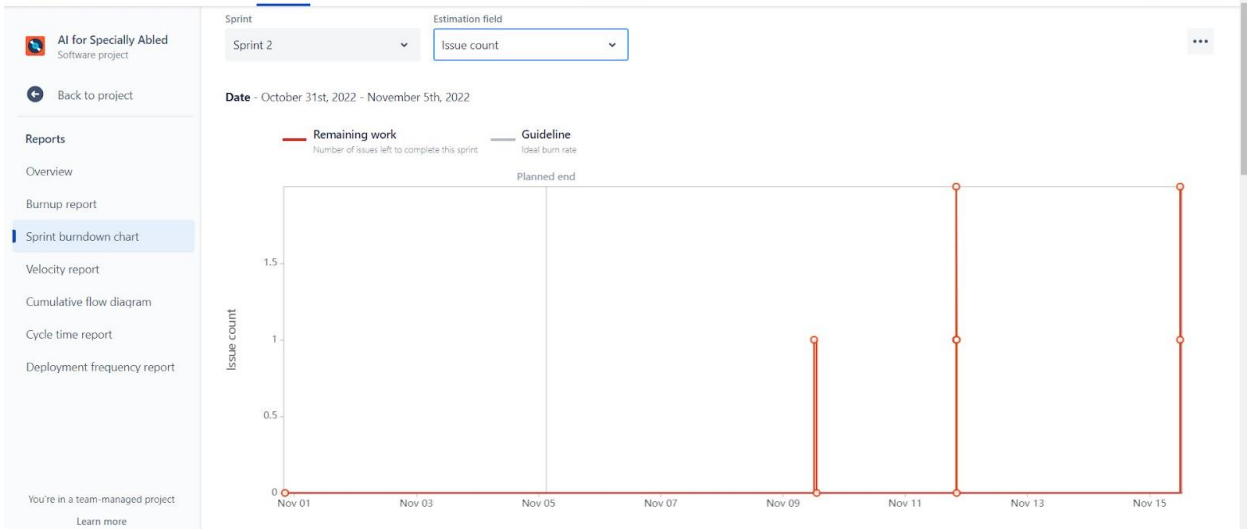 AI for Specially Abled
Software project
Back to project
Reports
Overview
Burnup report
Sprint burndown chart
Velocity report
Cumulative flow diagram
Cycle time report
Deployment frequency report
You're in a team-managed project
Learn more
Sprint
Estimation field
Sprint 2
Issue count
Date - October 31st, 2022 - November 5th, 2022
Remaining work
Number of issues left to complete this sprint
Guideline
Ideal burn rate
Planned end
Issue count
1.5
1
0.5
0
Nov 01
Nov 03
Nov 05
Nov 07
Nov 09
Nov 11
Nov 13
Nov 15